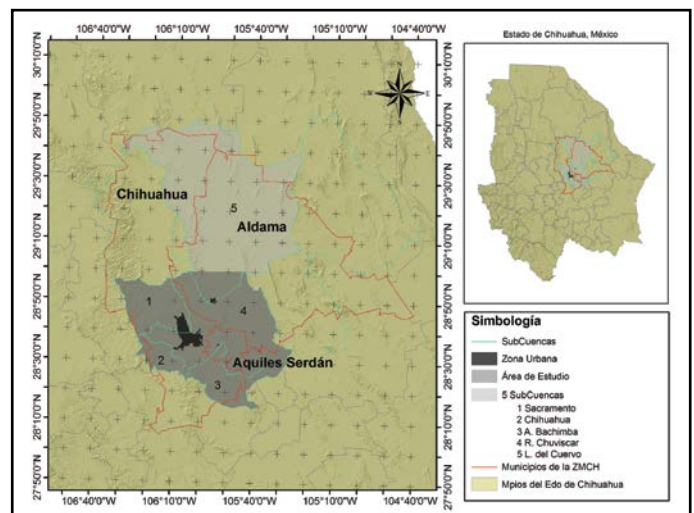 106°40'0"W 106°10'0"W 105°40'0"W 105°10'0"W 104°40'0"W
30°10'0"N
29°50'0"N
29°30'0"N
29°10'0"N
28°50'0"N
28°30'0"N
28°10'0"N
27°50'0"N
N
W
E
S
Chihuahua
5
Aldama
1
4
2
Aquiles Serdán
3
30°10'0"N
29°50'0"N
29°30'0"N
29°10'0"N
28°50'0"N
28°30'0"N
28°10'0"N
27°50'0"N
106°40'0"W 106°10'0"W 105°40'0"W 105°10'0"W 104°40'0"W
Estado de Chihuahua, México
Simbología
SubCuencas
Zona Urbana
Área de Estudio
5 SubCuencas
1 Sacramento
2 Chihuahua
3 A. Bachimba
4 R. Chuviscar
5 L. del Cuervo
Municipios de la ZMCH
Mpios del Edo de Chihuahua